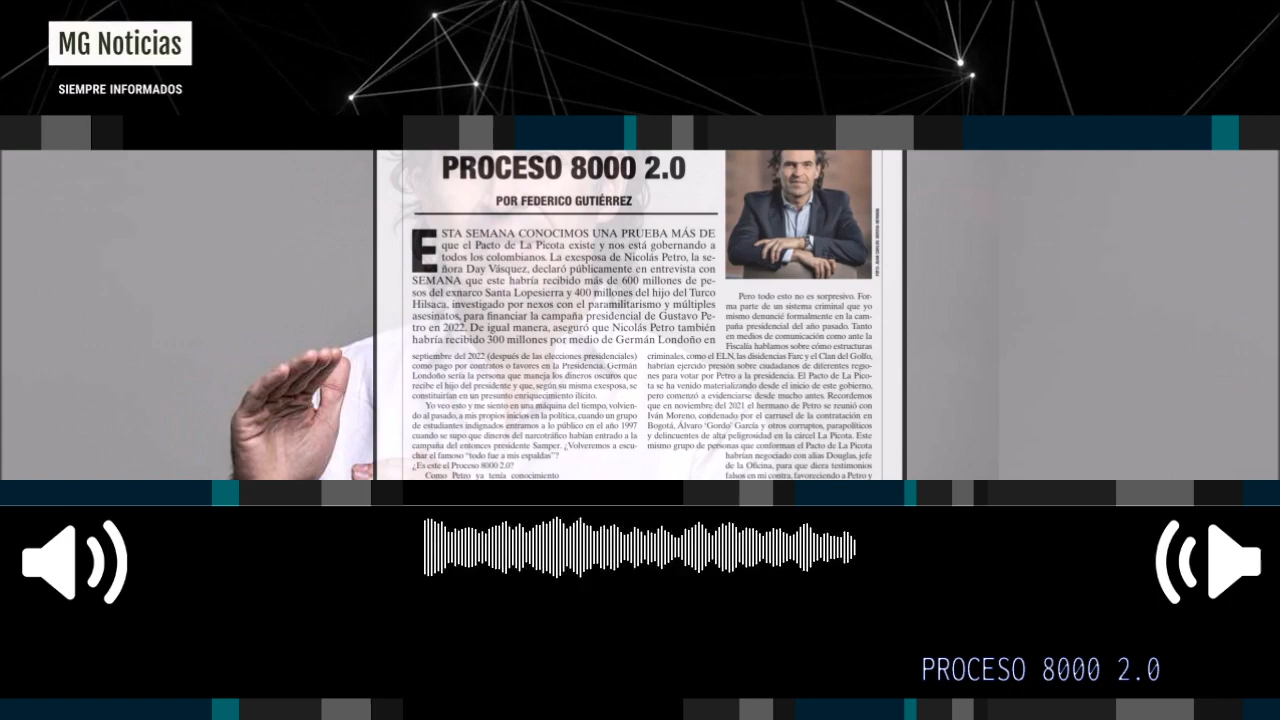 MG Noticias
SIEMPRE INFORMADOS
PROCESO 8000 2.0
POR FEDERICO GUTIÉRREZ
ESTA SEMANA CONOCIMOS UNA PRUEBA MÁS DE
que el Pacto de La Picota existe y nos está gobernando a
todos los colombianos. La exesposa de Nicolás Petro, la se-
ñora Day Vásquez, declaró públicamente en entrevista con
SEMANA que este habría recibido más de 600 millones de pe-
sos del exnarco Santa Lopesierra y 400 millones del hijo del Turco
Hilsaca, investigado por nexos con el paramilitarismo y múltiples
asesinatos, para financiar la campaña presidencial de Gustavo Pe-
tro en 2022. De igual manera, aseguró que Nicolás Petro también
habría recibido 300 millones por medio de Germán Londoño en
septiembre del 2022 (después de las elecciones presidenciales)
como pago por contratos o favores en la Presidencia. Germán
Londoño sería la persona que maneja los dineros oscuros que
recibe el hijo del presidente y que, según su misma exesposa, se
constituirían en un presunto enriquecimiento ilícito.
Yo veo esto y me siento en una máquina del tiempo, volvien-
do al pasado, a mis propios inicios en la política, cuando un grupo
de estudiantes indignados entramos a lo público en el año 1997
cuando se supo que dineros del narcotráfico habían entrado a la
campaña del entonces presidente Samper. ¿Volveremos a escu-
char el famoso “todo fue a mis espaldas”?
¿Es este el Proceso 8000 2.0?
Como Petro ya tenía conocimiento
Pero todo esto no es sorpresivo. For-
ma parte de un sistema criminal que yo
mismo denuncié formalmente en la cam-
paña presidencial del año pasado. Tanto
en medios de comunicación como ante la
Fiscalía hablamos sobre cómo estructuras
criminales, como el ELN, las disidencias Farc y el Clan del Golfo,
habrían ejercido presión sobre ciudadanos de diferentes regio-
nes para votar por Petro a la presidencia. El Pacto de La Pico-
ta se ha venido materializando desde el inicio de este gobierno,
pero comenzó a evidenciarse desde mucho antes. Recordemos
que en noviembre del 2021 el hermano de Petro se reunió con
Iván Moreno, condenado por el carrusel de la contratación en
Bogotá, Álvaro ‘Gordo’ García y otros corruptos, parapolíticos
y delincuentes de alta peligrosidad en la cárcel La Picota. Este
mismo grupo de personas que conforman el Pacto de La Picota
habrían negociado con alias Douglas, jefe
de la Oficina, para que diera testimonios
falsos en mi contra, favoreciendo a Petro y
PROCESO 8000 2.0